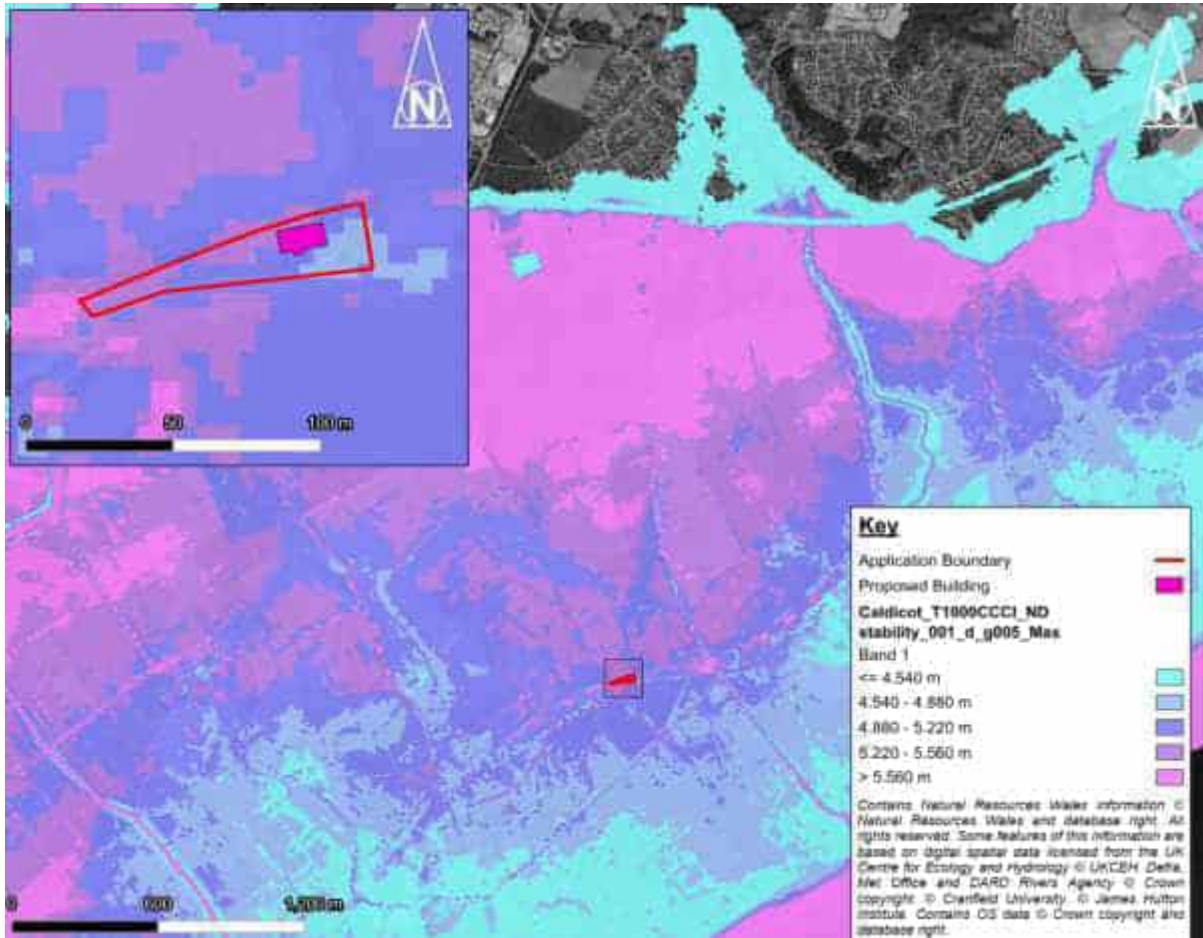 N
N
0 50 100 m
Key
Application Boundary
Proposed Building
Caldicot_T1000CCCI_ND
stability_001_d_g005_Mas
Band 1
<= 4.540 m
4.540 - 4.880 m
4.880 - 5.220 m
5.220 - 5.560 m
> 5.560 m
Contains Natural Resources Wales information ©
Natural Resources Wales and database right. All
rights reserved. Some features of this information are
based on digital spatial data licensed from the UK
Centre for Ecology and Hydrology © UKCEH. Defra,
Met Office and DARD Rivers Agency © Crown
copyright. © Cranfield University. © James Hutton
Institute. Contains OS data © Crown copyright and
database right.
0 600 1,200 m